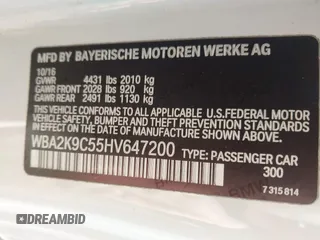 MFD BY BAYERISCHE MOTOREN WERKE AG
10/16
GVWR 4431 lbs 2010 kg
GAWR FRONT 2028 lbs 920 kg
GAWR REAR 2491 lbs 1130 kg
THIS VEHICLE CONFORMS TO ALL APPLICABLE U.S. FEDERAL MOTOR
VEHICLE SAFETY, BUMPER AND THEFT PREVENTION STANDARDS IN
EFFECT ON THE DATE OF MANUFACTURE SHOWN ABOVE.
WBA2K9C55HV647200
TYPE: PASSENGER CAR
300
7 315 814
BIDCARS